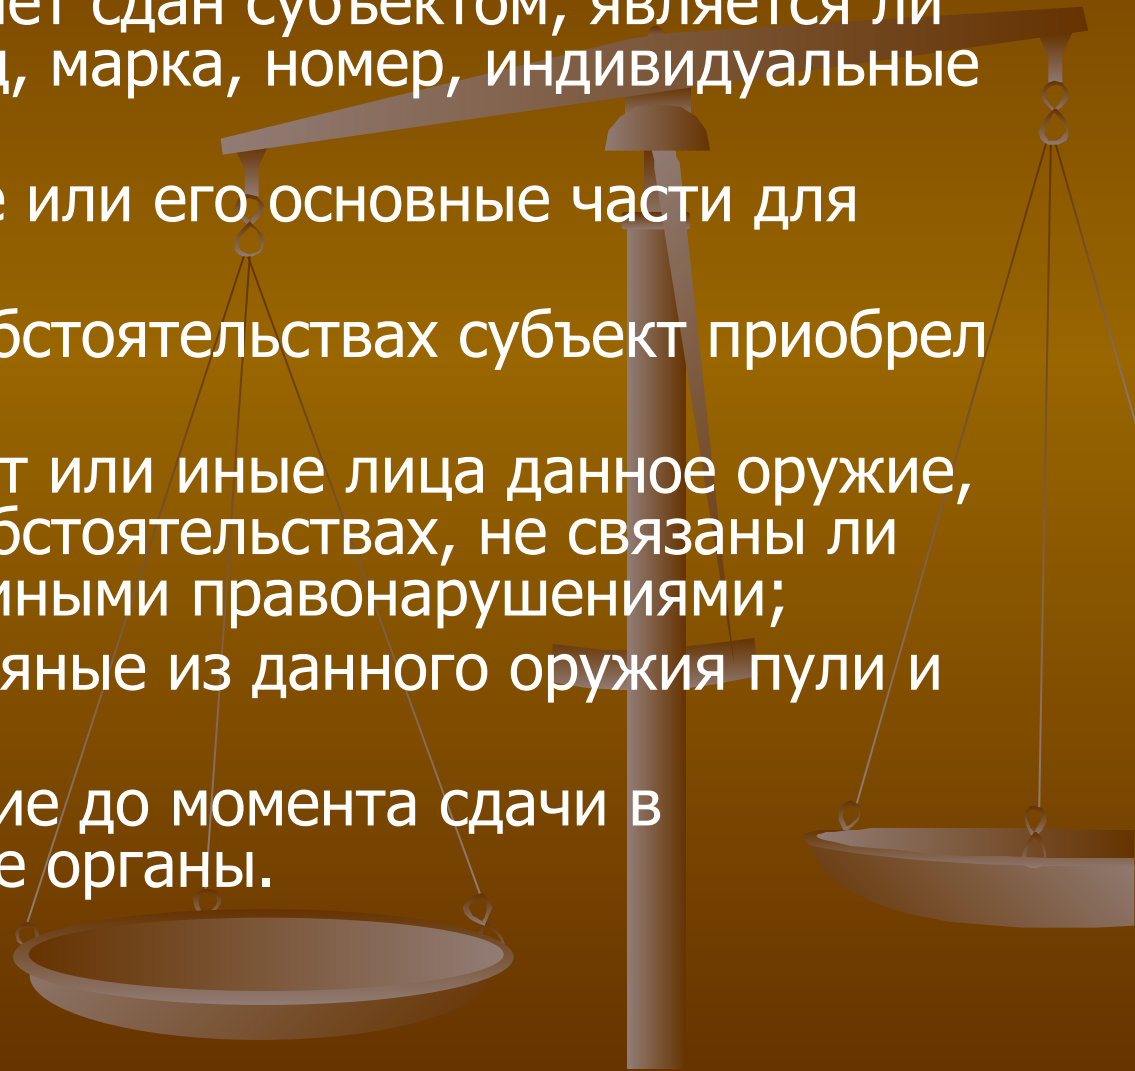 ет сдан субъектом, является ли
, марка, номер, индивидуальные
или его основные части для
бстоятельствах субъект приобрел
т или иные лица данное оружие,
бстоятельствах, не связаны ли
иными правонарушениями;
яные из данного оружия пули и
ие до момента сдачи в
е органы.